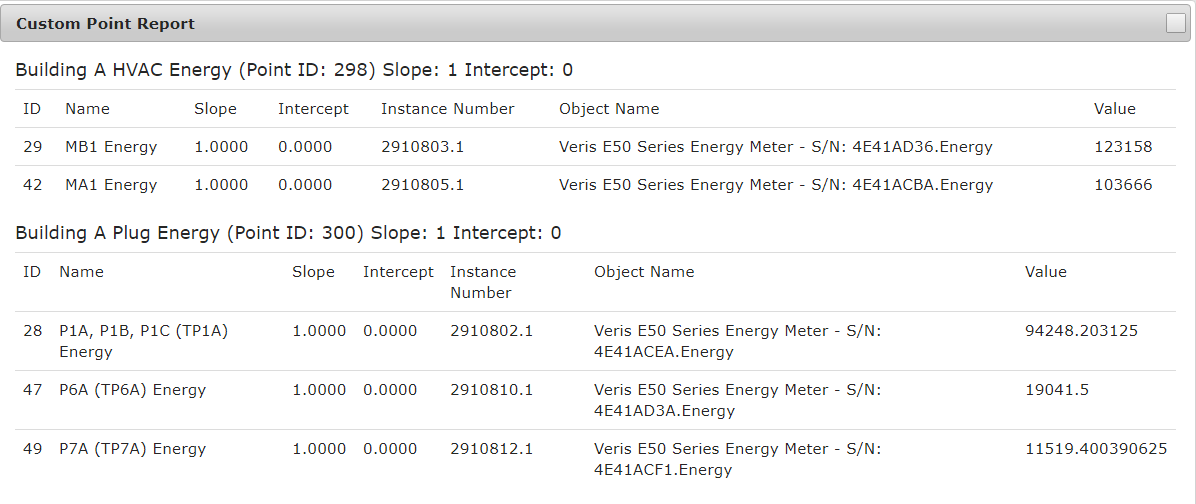 Custom Point Report
Building A HVAC Energy (Point ID: 298) Slope: 1 Intercept: 0
ID Name Slope Intercept Instance Number Object Name Value
29 MB1 Energy 1.0000 0.0000 2910803.1 Veris E50 Series Energy Meter - S/N: 4E41AD36.Energy 123158
42 MA1 Energy 1.0000 0.0000 2910805.1 Veris E50 Series Energy Meter - S/N: 4E41ACBA.Energy 103666
Building A Plug Energy (Point ID: 300) Slope: 1 Intercept: 0
ID Name Slope Intercept Instance Object Name Value
Number
28 P1A, P1B, P1C (TP1A) 1.0000 0.0000 2910802.1 Veris E50 Series Energy Meter - S/N: 94248.203125
Energy 4E41ACEA.Energy
47 P6A (TP6A) Energy 1.0000 0.0000 2910810.1 Veris E50 Series Energy Meter - S/N: 19041.5
4E41AD3A.Energy
49 P7A (TP7A) Energy 1.0000 0.0000 2910812.1 Veris E50 Series Energy Meter - S/N: 11519.400390625
4E41ACF1.Energy